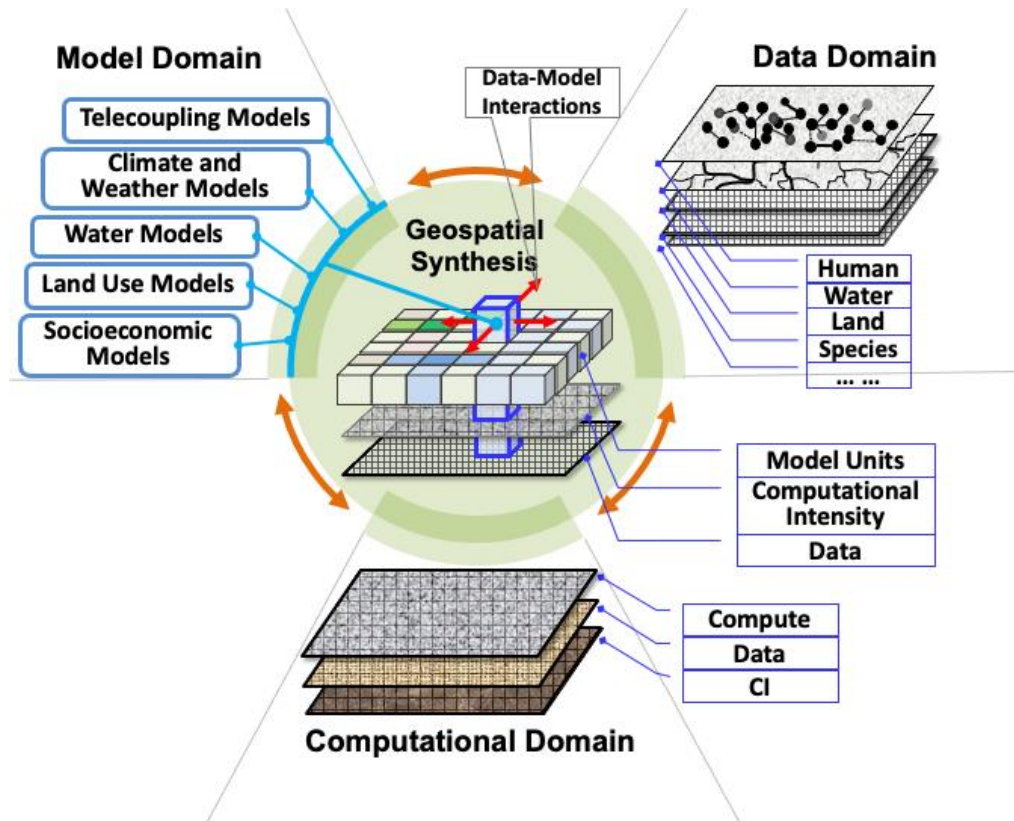 Model Domain
Telecoupling Models
Climate and
Weather Models
Water Models
Land Use Models
Socioeconomic
Models
Data-Model
Interactions
Data Domain
Geospatial
Synthesis
Human
Water
Land
Species
... ...
Model Units
Computational
Intensity
Data
Compute
Data
CI
Computational Domain